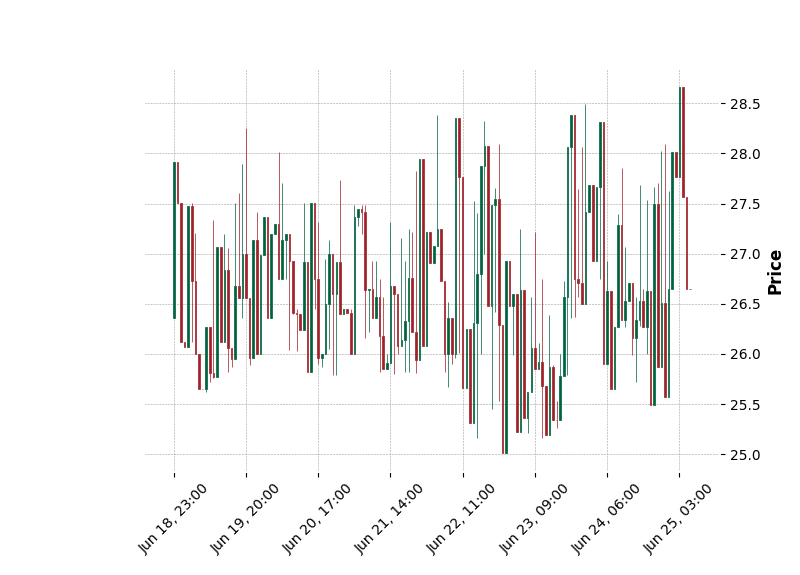 28.5
28.0
27.5
27.0
26.5
26.0
25.5
25.0
Price
Jun 18, 23:00
Jun 19, 20:00
Jun 20, 17:00
Jun 21, 14:00
Jun 22, 11:00
Jun 23, 09:00
Jun 24, 06:00
Jun 25, 03:00